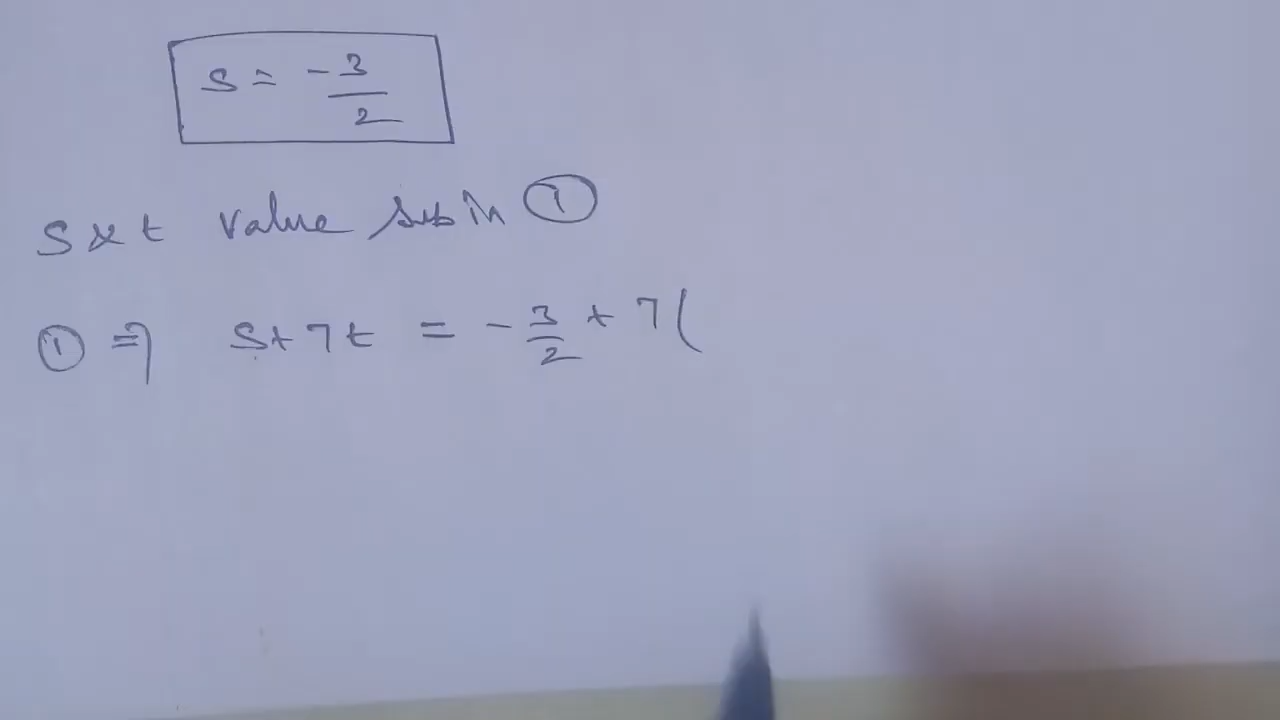 S = -3/2
S & t value sub in ①
① ⇒ S+7t = -3/2 + 7(